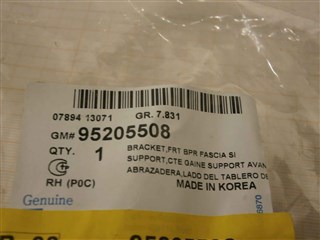 07894 13071 GR. 7.831
GM# 95205508
QTY. 1
BRACKET,FRT BPR FASCIA SI
SUPPORT,CTE GAINE SUPPORT AVAN
ABRAZADERA,LADO DEL TABLERO DE
RH (P0C) MADE IN KOREA
Genuine